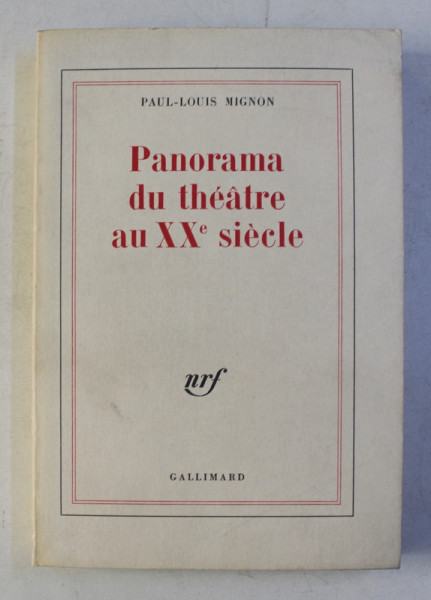 PAUL-LOUIS MIGNON
Panorama
du théâtre
au XXe siècle
nrf
GALLIMARD